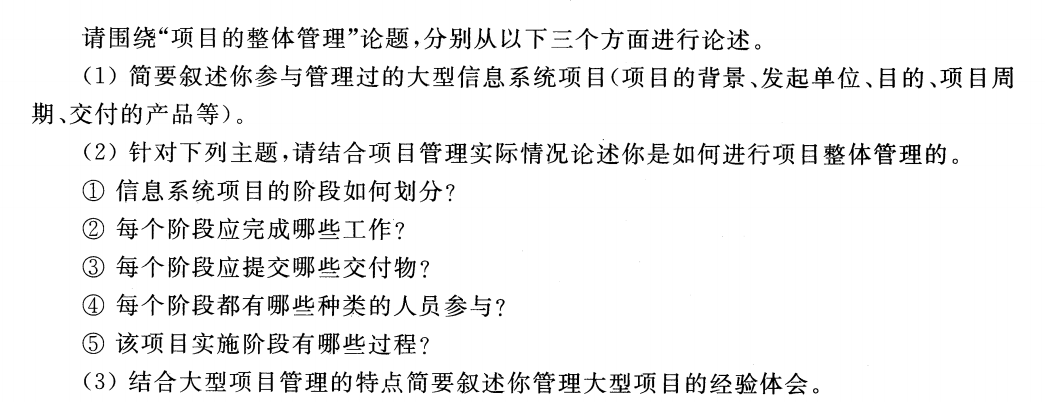 请围绕“项目的整体管理”论题，分别从以下三个方面进行论述。
（1）简要叙述你参与管理过的大型信息系统项目（项目的背景、发起单位、目的、项目周
期、交付的产品等）。
（2）针对下列主题，请结合项目管理实际情况论述你是如何进行项目整体管理的。
① 信息系统项目的阶段如何划分？
② 每个阶段应完成哪些工作？
③ 每个阶段应提交哪些交付物？
④ 每个阶段都有哪些种类的人员参与？
⑤ 该项目实施阶段有哪些过程？
（3）结合大型项目管理的特点简要叙述你管理大型项目的经验体会。